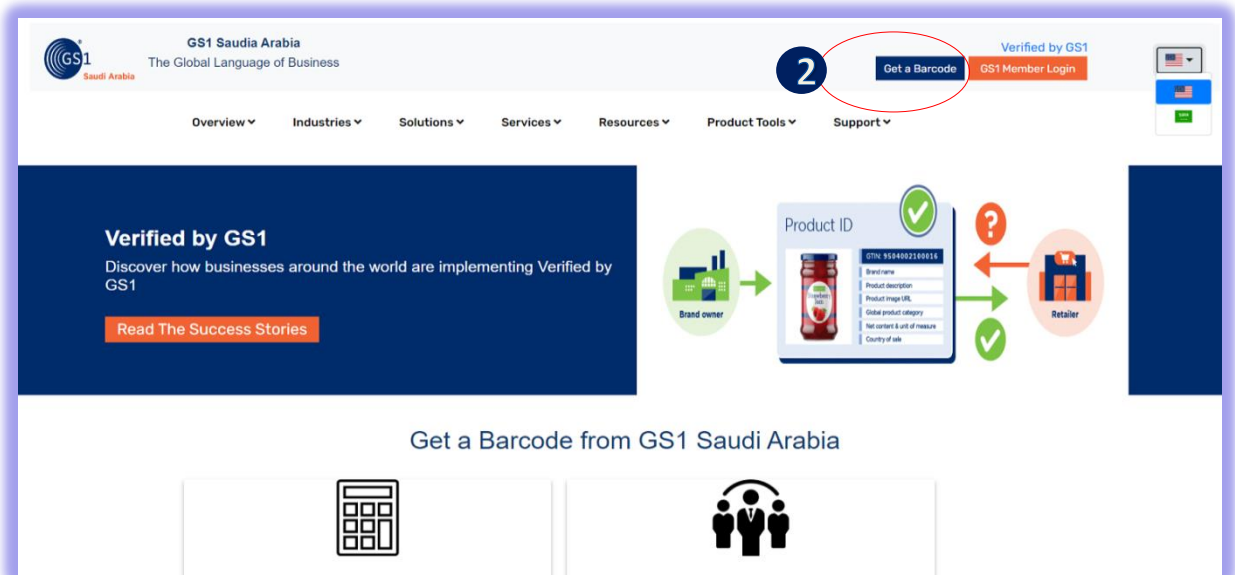 GS1
Saudi Arabia
GS1 Saudia Arabia
The Global Language of Business
2
Verified by GS1
Get a Barcode
GS1 Member Login
Overview
Industries
Solutions
Services
Resources
Product Tools
Support
Verified by GS1
Discover how businesses around the world are implementing Verified by
GS1
Read The Success Stories
Product ID
GTIN: 9504002100016
Brand name
Product description
Product image URL
Global product category
Net content & unit of measure
Country of sale
Strawberry
Jam
Brand owner
?
Retailer
Get a Barcode from GS1 Saudi Arabia